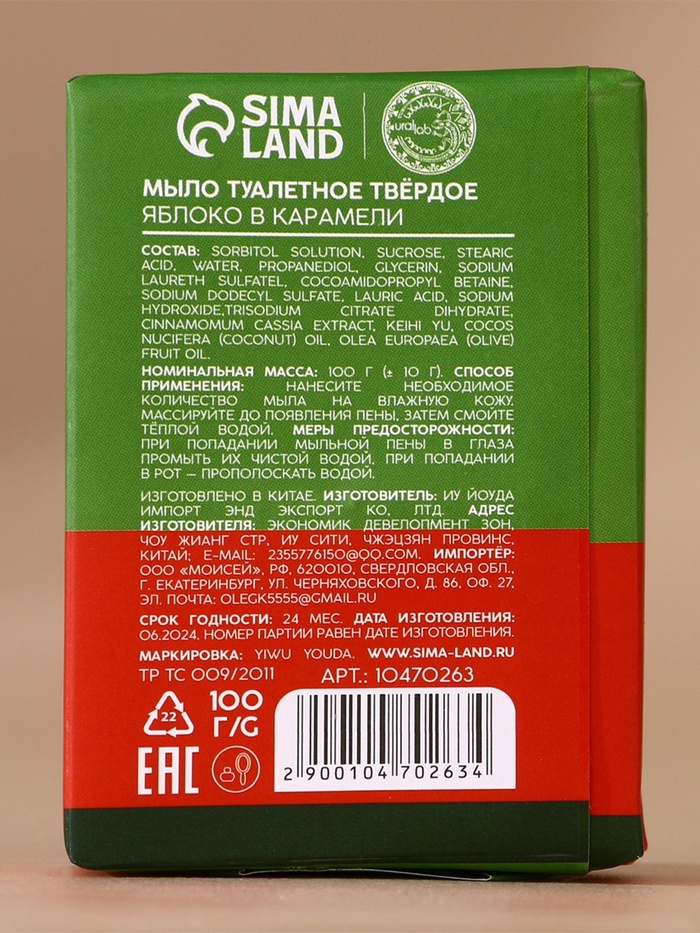 SIMA
LAND
ural lab
МЫЛО ТУАЛЕТНОЕ ТВЁРДОЕ
ЯБЛОКО В КАРАМЕЛИ
СОСТАВ: SORBITOL SOLUTION, SUCROSE, STEARIC
ACID, WATER, PROPANEDIOL, GLYCERIN, SODIUM
LAURETH SULFATEL, COCOAMIDOPROPYL BETAINE,
SODIUM DODECYL SULFATE, LAURIC ACID, SODIUM
HYDROXIDE,TRISODIUM CITRATE DIHYDRATE,
CINNAMOMUM CASSIA EXTRACT, KEIHI YU, COCOS
NUCIFERA (COCONUT) OIL, OLEA EUROPAEA (OLIVE)
FRUIT OIL.
НОМИНАЛЬНАЯ МАССА: 100 Г (± 10 Г). СПОСОБ
ПРИМЕНЕНИЯ: НАНЕСИТЕ НЕОБХОДИМОЕ
КОЛИЧЕСТВО МЫЛА НА ВЛАЖНУЮ КОЖУ.
МАССИРУЙТЕ ДО ПОЯВЛЕНИЯ ПЕНЫ, ЗАТЕМ СМОЙТЕ
ТЁПЛОЙ ВОДОЙ. МЕРЫ ПРЕДОСТОРОЖНОСТИ:
ПРИ ПОПАДАНИИ МЫЛЬНОЙ ПЕНЫ В ГЛАЗА
ПРОМЫТЬ ИХ ЧИСТОЙ ВОДОЙ, ПРИ ПОПАДАНИИ
В РОТ – ПРОПОЛОСКАТЬ ВОДОЙ.
ИЗГОТОВЛЕНО В КИТАЕ. ИЗГОТОВИТЕЛЬ: ИУ ЙОУДА
ИМПОРТ ЭНД ЭКСПОРТ КО, ЛТД. АДРЕС
ИЗГОТОВИТЕЛЯ: ЭКОНОМИК ДЕВЕЛОПМЕНТ ЗОН,
ЧОУ ЖИАНГ СТР, ИУ СИТИ, ЧЖЭЦЗЯН ПРОВИНС,
КИТАЙ; E-MAIL: 2355776150@QQ.COM. ИМПОРТЁР:
ООО «МОИСЕЙ», РФ, 620010, СВЕРДЛОВСКАЯ ОБЛ.,
Г. ЕКАТЕРИНБУРГ, УЛ. ЧЕРНЯХОВСКОГО, Д. 86, ОФ. 27,
ЭЛ. ПОЧТА: OLEGK5555@GMAIL.RU
СРОК ГОДНОСТИ: 24 МЕС. ДАТА ИЗГОТОВЛЕНИЯ:
06.2024. НОМЕР ПАРТИИ РАВЕН ДАТЕ ИЗГОТОВЛЕНИЯ.
МАРКИРОВКА: YIWU YOUDA. WWW.SIMA-LAND.RU
ТР ТС 009/2011 АРТ.: 10470263
22
100
Г/G
EAC
2 900104 702634